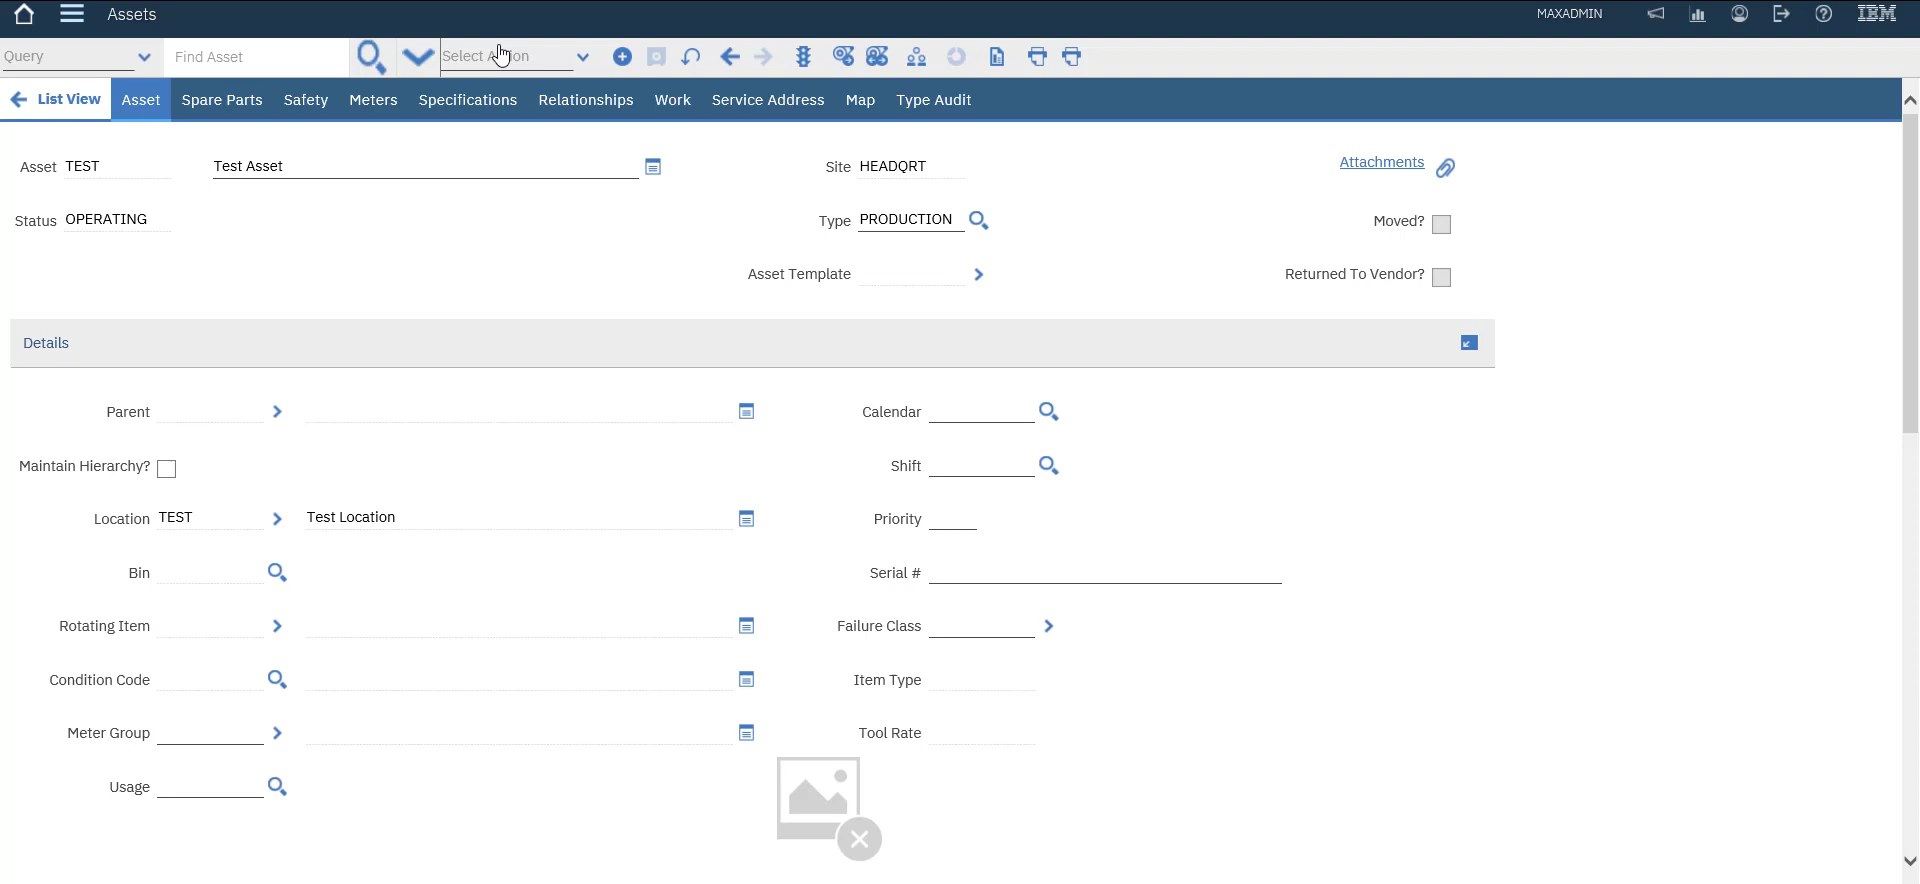 Assets MAXADMIN IBM
Query Find Asset Select Action
List View Asset Spare Parts Safety Meters Specifications Relationships Work Service Address Map Type Audit
Asset TEST Test Asset Site HEADQRT Attachments
Status OPERATING Type PRODUCTION Moved?
Asset Template Returned To Vendor?
Details
Parent Calendar
Maintain Hierarchy? Shift
Location TEST Test Location Priority
Bin Serial #
Rotating Item Failure Class
Condition Code Item Type
Meter Group Tool Rate
Usage